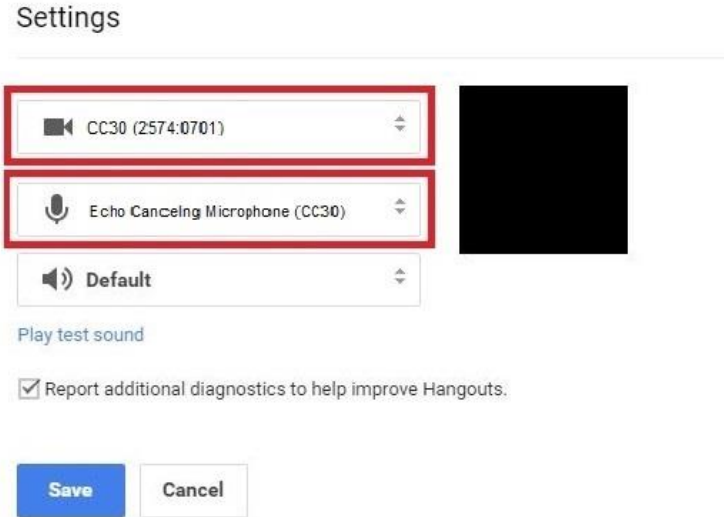 Settings
CC30 (2574:0701)
Echo Canceing Microphone (CC30)
Default
Play test sound
Report additional diagnostics to help improve Hangouts.
Save
Cancel